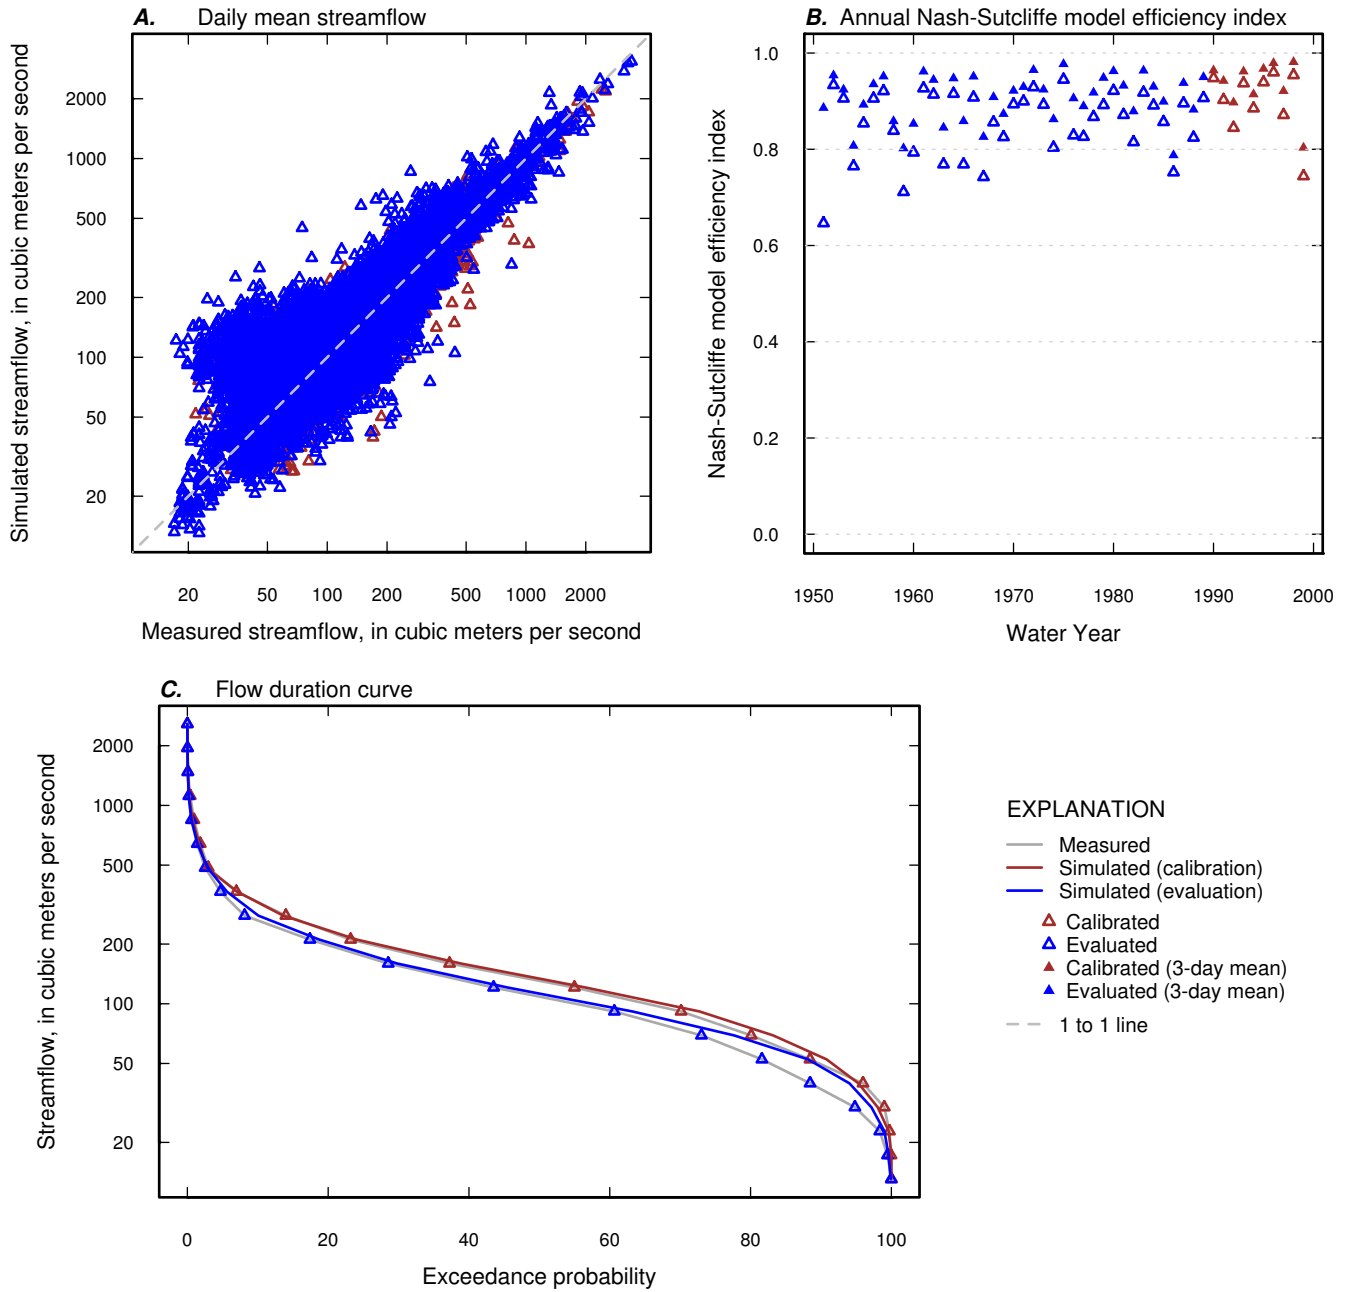 A. Daily mean streamflow
Simulated streamflow, in cubic meters per second
2000
1000
500
200
100
50
20
20 50 100 200 500 1000 2000
Measured streamflow, in cubic meters per second
B. Annual Nash-Sutcliffe model efficiency index
Nash-Sutcliffe model efficiency index
1.0
0.8
0.6
0.4
0.2
0.0
1950 1960 1970 1980 1990 2000
Water Year
C. Flow duration curve
Streamflow, in cubic meters per second
2000
1000
500
200
100
50
20
0 20 40 60 80 100
Exceedance probability
EXPLANATION
Measured
Simulated (calibration)
Simulated (evaluation)
Calibrated
Evaluated
Calibrated (3-day mean)
Evaluated (3-day mean)
1 to 1 line